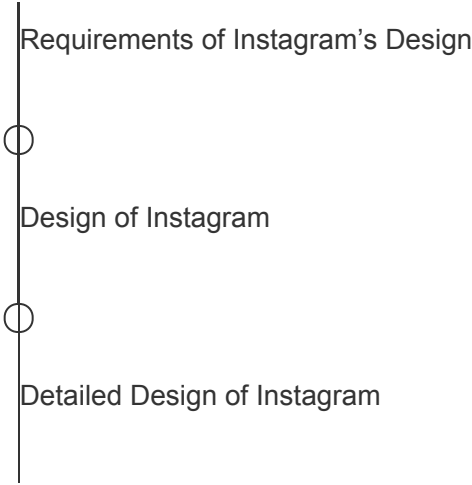 Requirements of Instagram’s Design
Design of Instagram
Detailed Design of Instagram